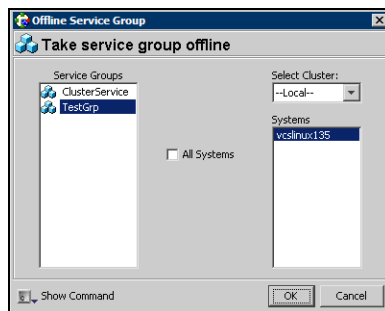 Offline Service Group
Take service group offline
Service Groups
ClusterService
TestGrp
All Systems
Select Cluster:
--Local--
Systems
vcslinux135
Show Command
OK
Cancel